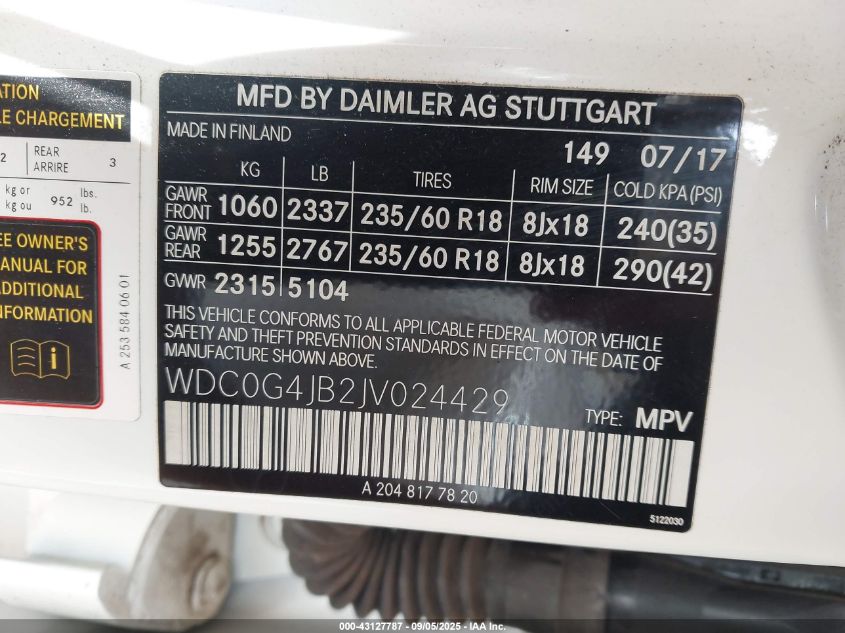 ATION
LE CHARGEMENT
2 REAR ARRIRE 3
kg or kg ou 952 lbs. lb.
EE OWNER'S
MANUAL FOR
ADDITIONAL
INFORMATION
A 253 584 06 01
MFD BY DAIMLER AG STUTTGART
MADE IN FINLAND
149 07/17
KG LB TIRES RIM SIZE COLD KPA (PSI)
GAWR FRONT 1060 2337 235/60 R18 8Jx18 240(35)
GAWR REAR 1255 2767 235/60 R18 8Jx18 290(42)
GVWR 2315 5104
THIS VEHICLE CONFORMS TO ALL APPLICABLE FEDERAL MOTOR VEHICLE
SAFETY AND THEFT PREVENTION STANDARDS IN EFFECT ON THE DATE OF
MANUFACTURE SHOWN ABOVE.
WDC0G4JB2JV024429
TYPE: MPV
A 204 817 78 20
5122030
000-43127787 - 09/05/2025 - IAA Holdings, LLC.